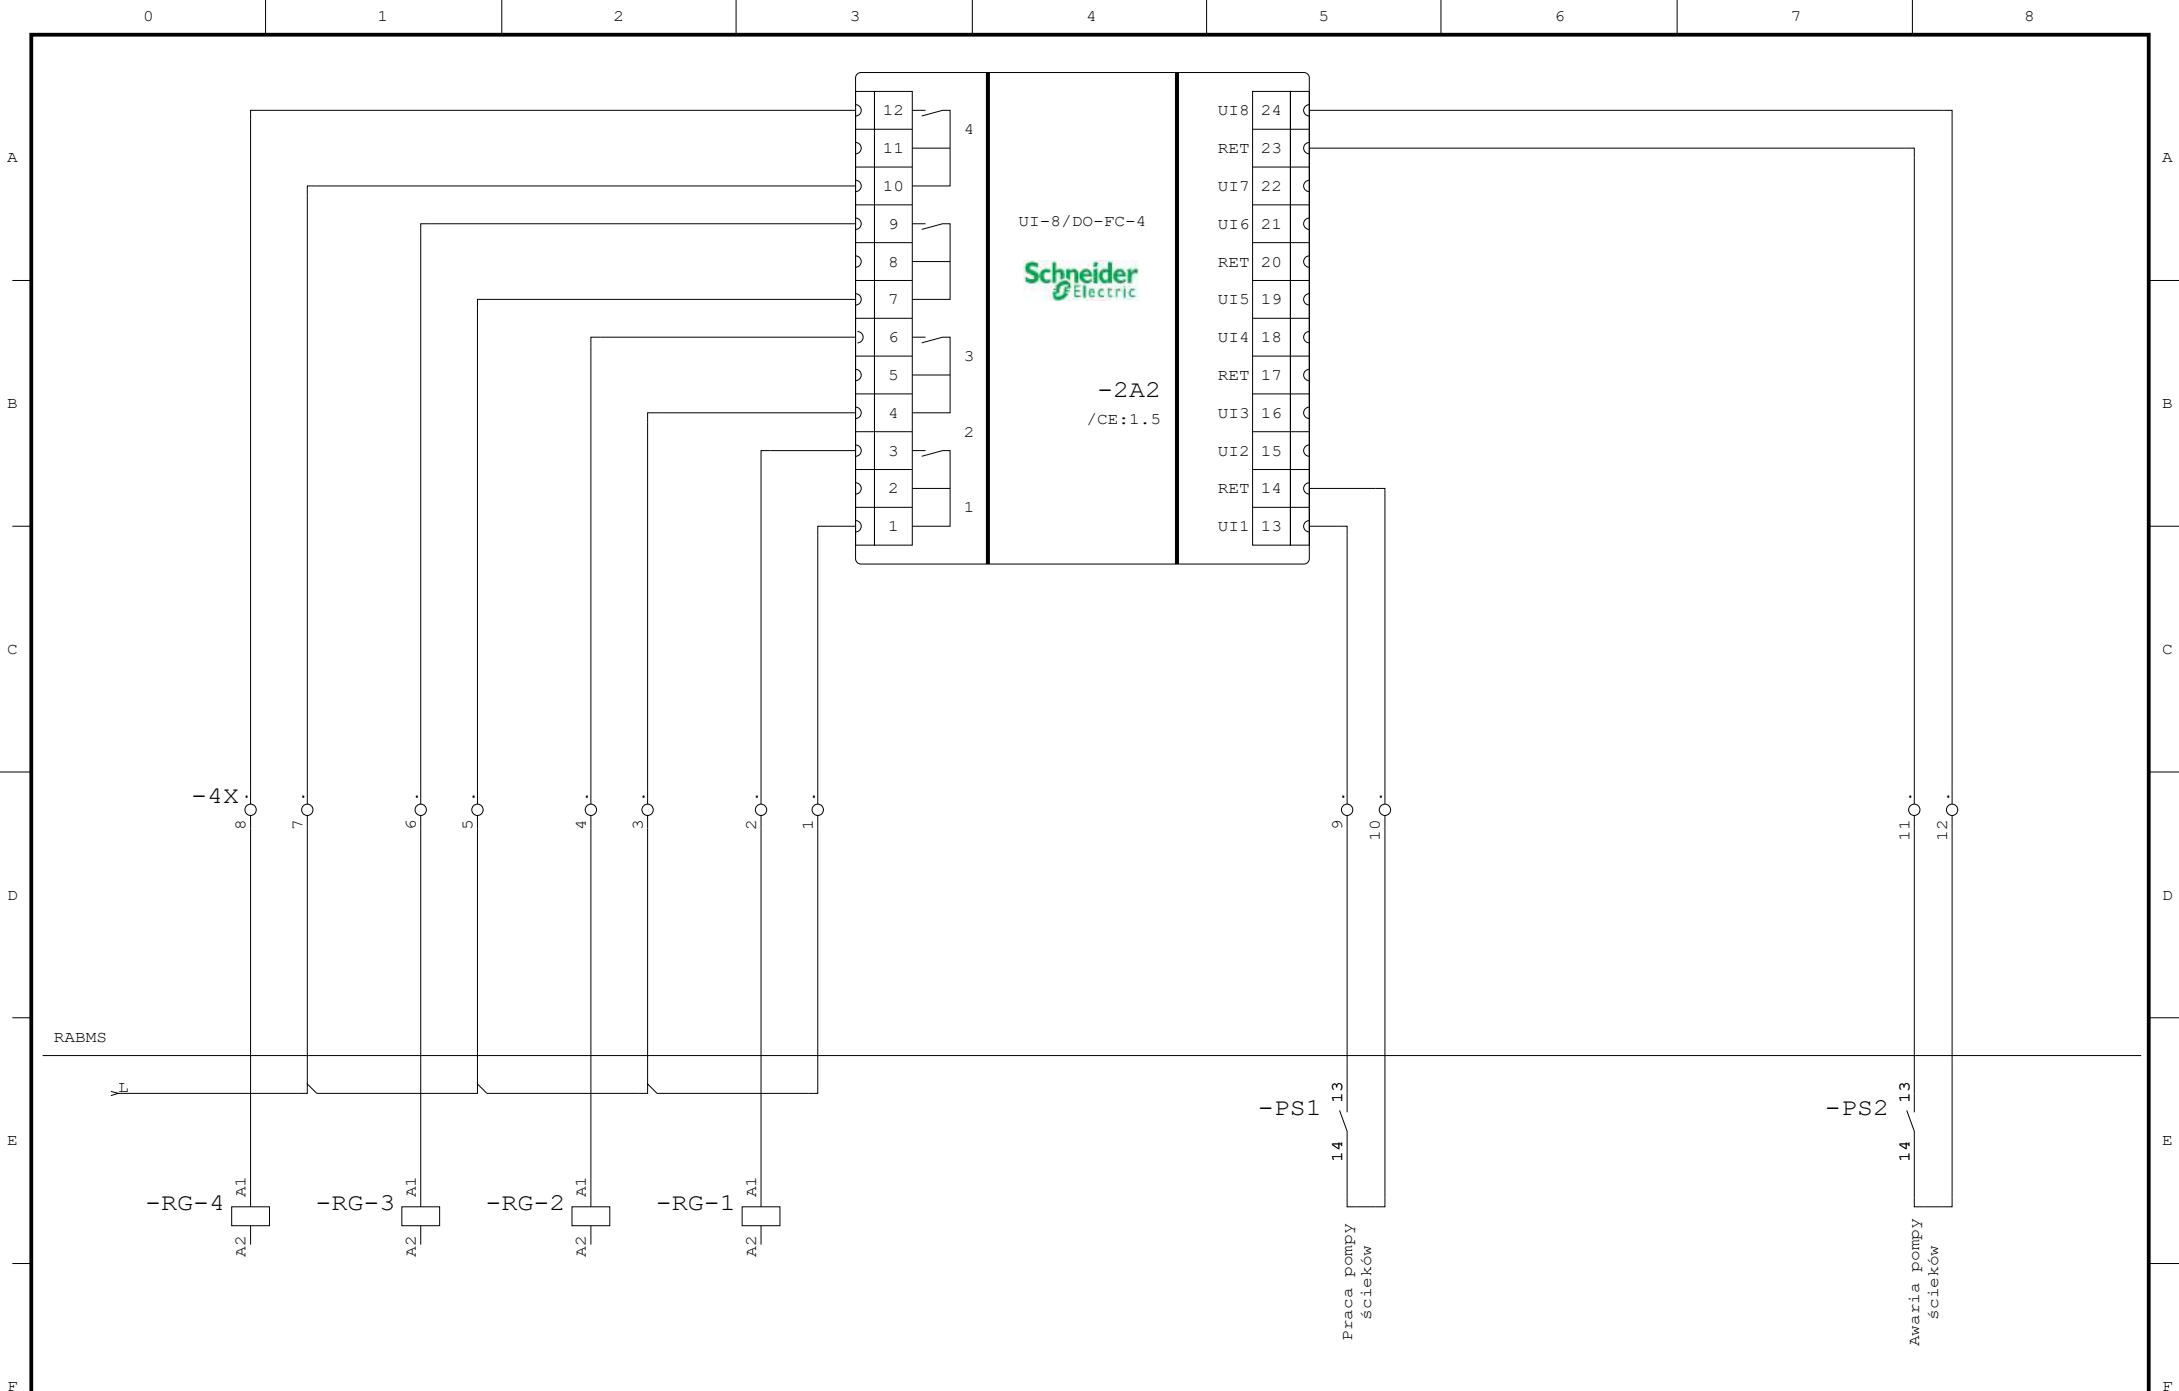 0 1 2 3 4 5 6 7 8
12 4 UI8 24
A 11 RET 23 A
10 UI7 22
9 UI-8/DO-FC-4 UI6 21
8 Schneider RET 20
Electric
7 UI5 19
6 UI4 18
5 3 RET 17
-2A2
B 4 /CE:1.5 UI3 16 B
3 2 UI2 15
2 RET 14
1 1 UI1 13
C C
-4X
8 7 6 5 4 3 2 1 9 10 11 12
D D
RABMS
L
13 13
-PS1 -PS2
14 14
E E
A1 A1 A1 A1
-RG-4 -RG-3 -RG-2 -RG-1
A2 A2 A2 A2
Praca pompy
ścieków
Awaria pompy
ścieków
F F